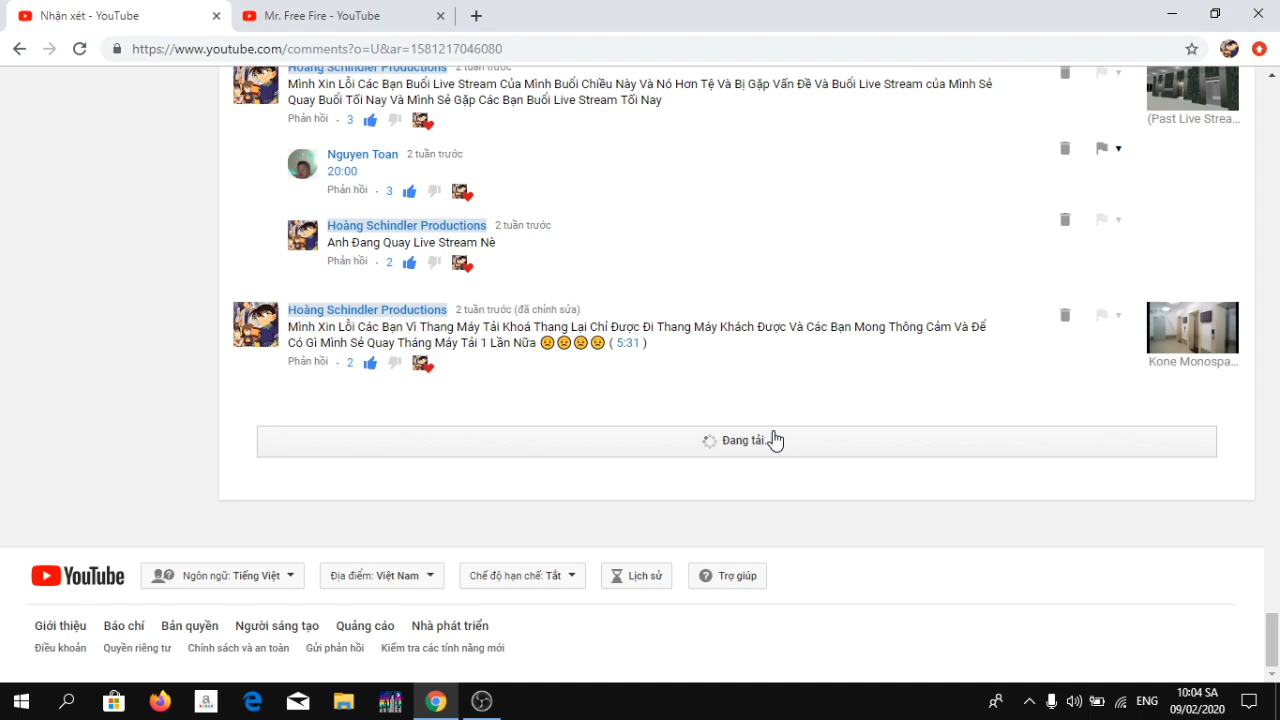 Nhận xét - YouTube
Mr. Free Fire - YouTube
https://www.youtube.com/comments?o=U&ar=1581217046080
Hoàng Schindler Productions 2 tuần trước
Mình Xin Lỗi Các Bạn Buổi Live Stream Của Mình Buổi Chiều Này Và Nó Hơn Tệ Và Bị Gặp Vấn Đề Và Buổi Live Stream của Mình Sẻ
Quay Buổi Tối Nay Và Mình Sẻ Gặp Các Bạn Buổi Live Stream Tối Nay
Phản hồi · 3
(Past Live Strea...
Nguyen Toan 2 tuần trước
20:00
Phản hồi · 3
Hoàng Schindler Productions 2 tuần trước
Anh Đang Quay Live Stream Nè
Phản hồi · 2
Hoàng Schindler Productions 2 tuần trước (đã chỉnh sửa)
Mình Xin Lỗi Các Bạn Vì Thang Máy Tải Khoá Thang Lại Chỉ Được Đi Thang Máy Khách Được Và Các Bạn Mong Thông Cảm Và Để
Có Gì Mình Sẻ Quay Tháng Máy Tải 1 Lần Nữa ☹☹☹☹ ( 5:31 )
Phản hồi · 2
Kone Monospa...
Đang tải..
YouTube
Ngôn ngữ: Tiếng Việt
Địa điểm: Việt Nam
Chế độ hạn chế: Tắt
Lịch sử
Trợ giúp
Giới thiệu Báo chí Bản quyền Người sáng tạo Quảng cáo Nhà phát triển
Điều khoản Quyền riêng tư Chính sách và an toàn Gửi phản hồi Kiểm tra các tính năng mới
ENG
10:04 SA
09/02/2020